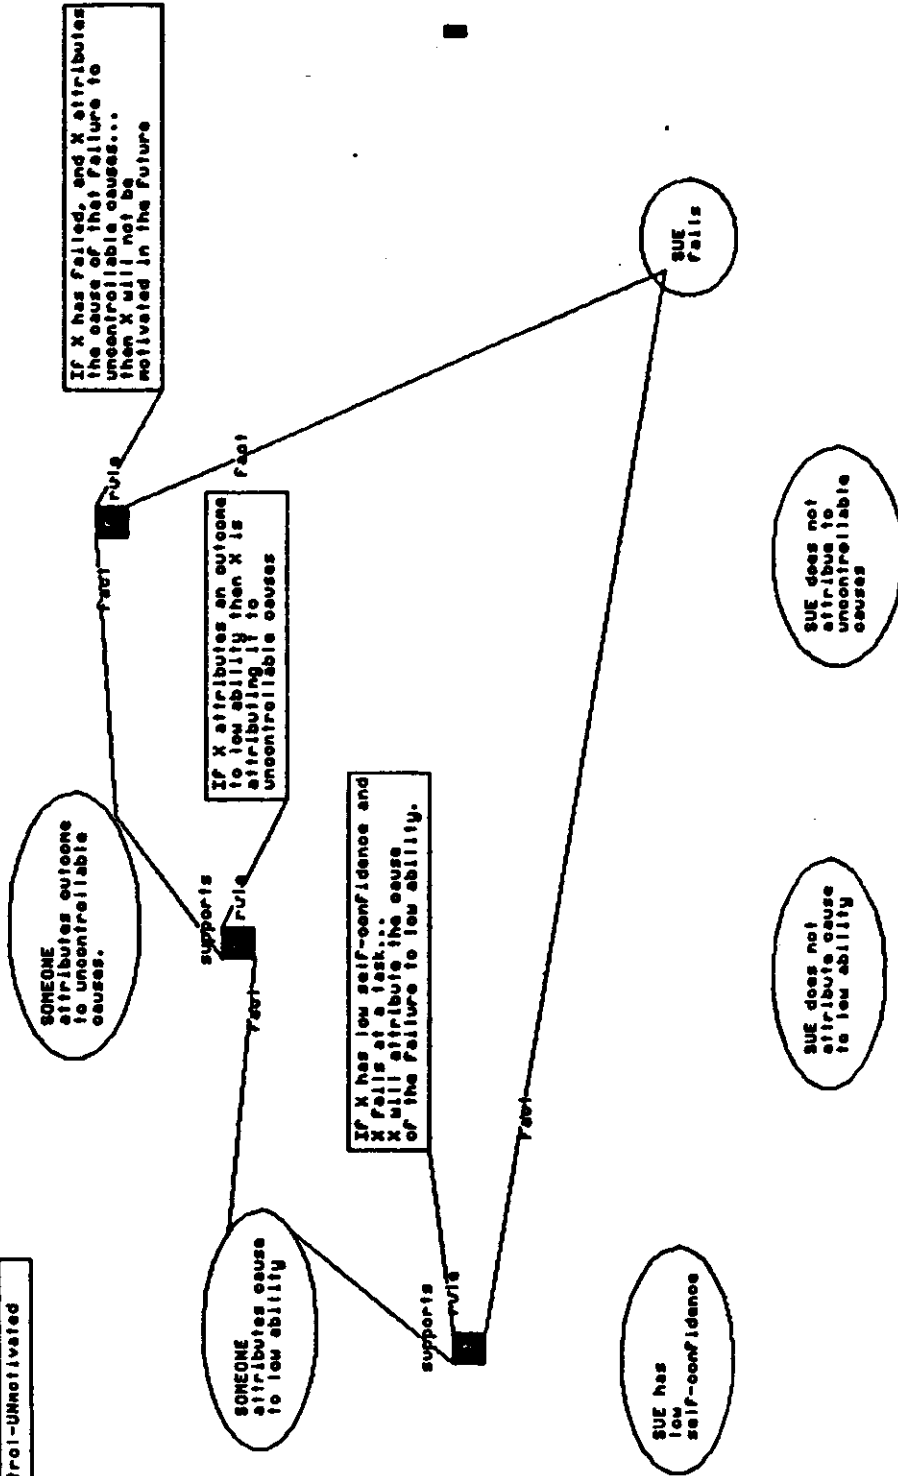 trol-UNmotivated
SOMEONE
attributes outcome
to uncontrollable
causes.
fact
rule
If X has failed, and X attributes
the cause of that failure to
uncontrollable causes...
then X will not be
motivated in the future
SOMEONE
attributes cause
to low ability
fact
supports
rule
If X attributes an outcome
to low ability then X is
attributing it to
uncontrollable causes
fact
supports
rule
If X has low self-confidence and
X fails at a task...
X will attribute the cause
of the failure to low ability.
fact
SUE
fails
SUE has
low
self-confidence
SUE does not
attribute cause
to low ability
SUE does not
attribue to
uncontrollable
causes